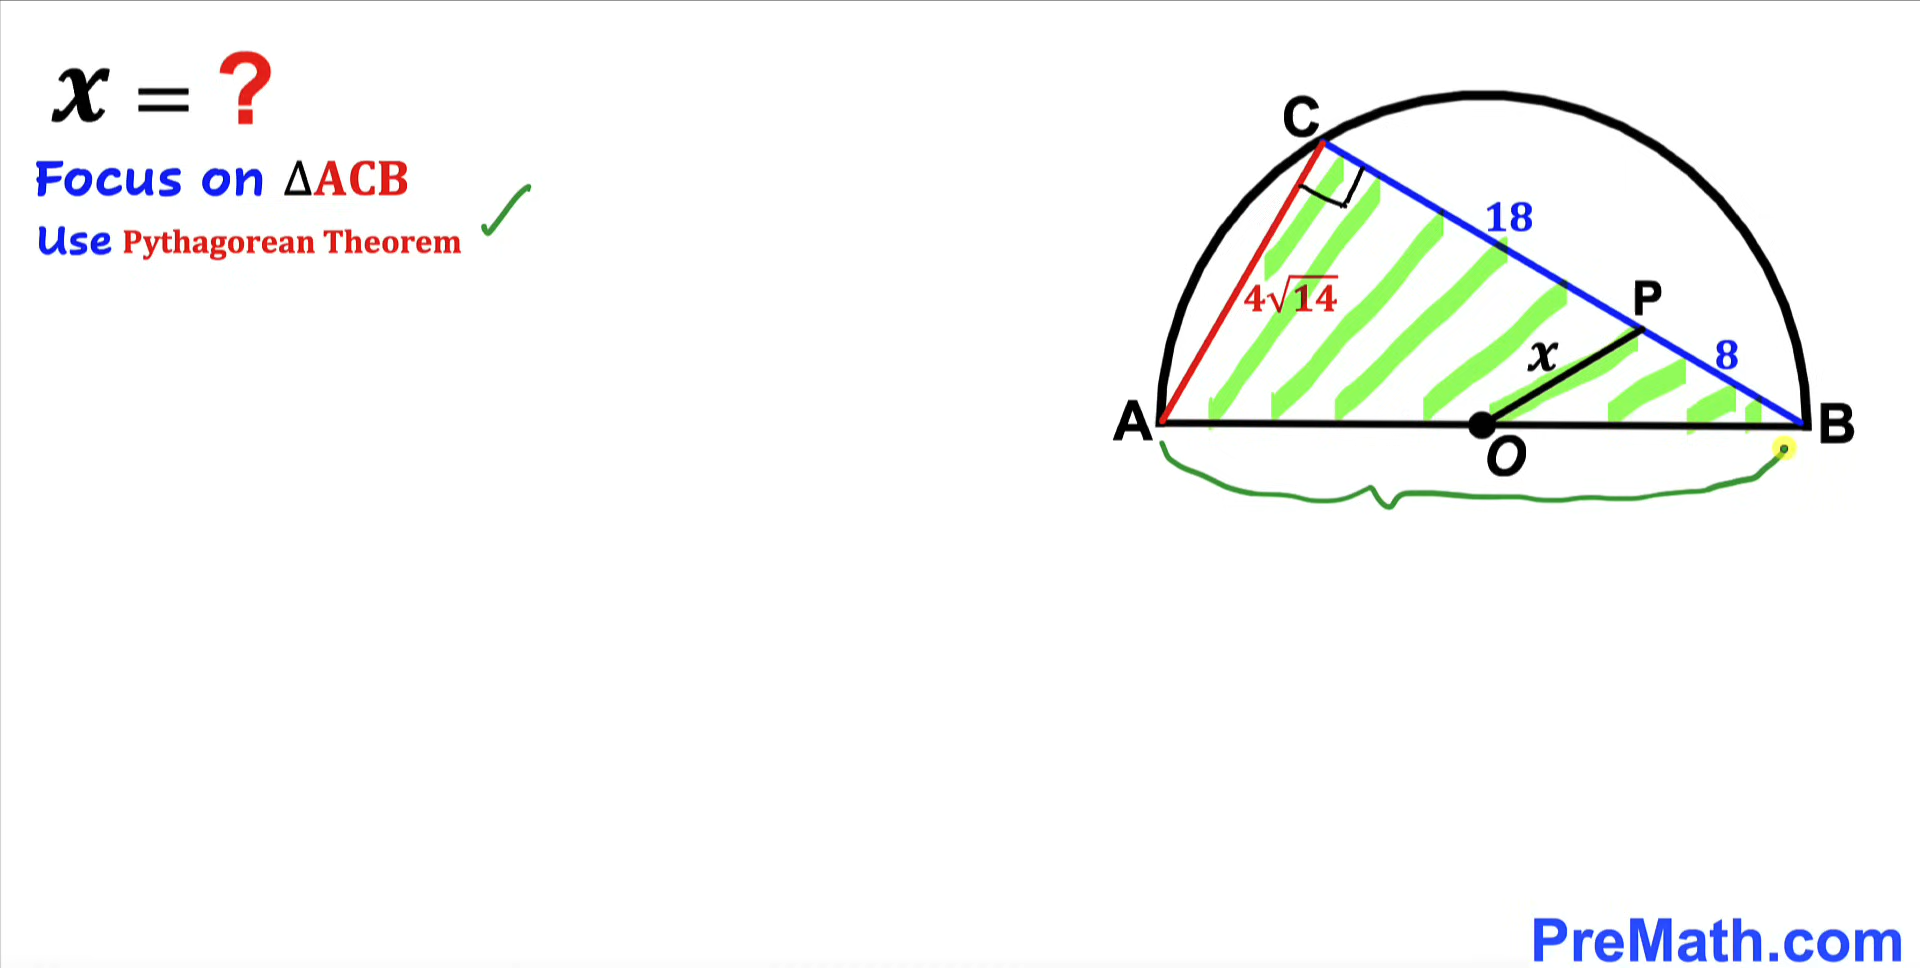 x = ?
Focus on ΔACB
Use Pythagorean Theorem
C
18
4√14
P
x
8
A
B
O
PreMath.com